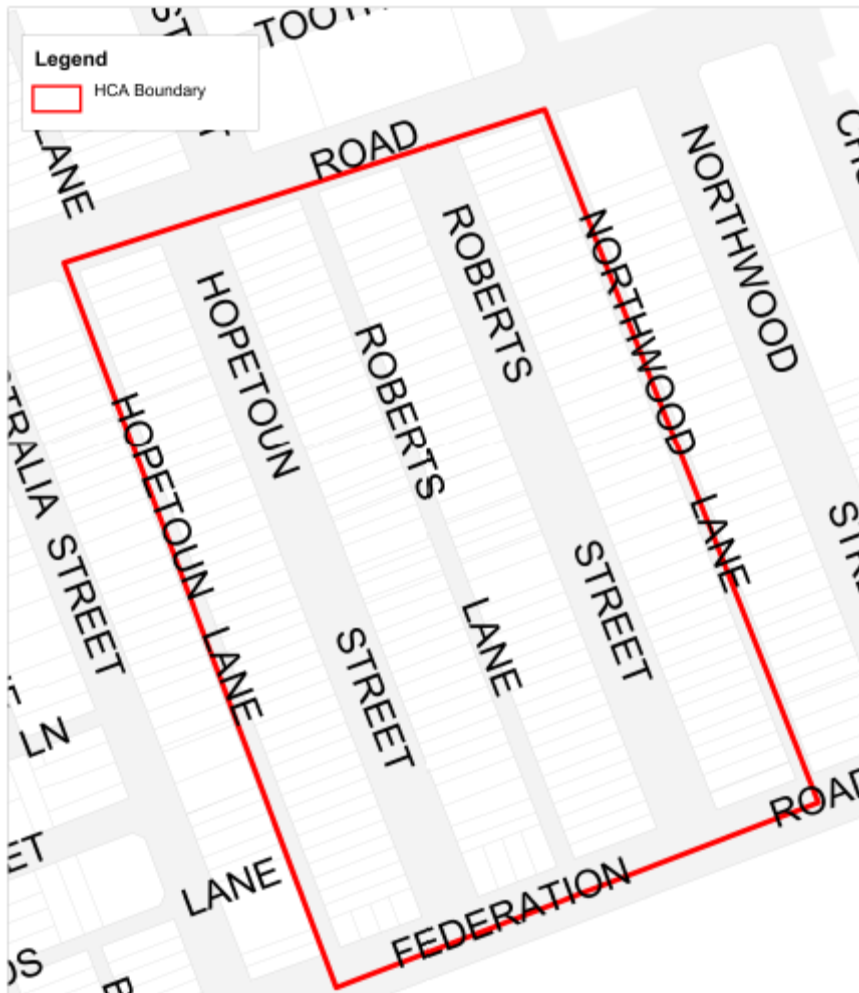 Legend
HCA Boundary
LANE
ROAD
HOPETOUN
STREET
ROBERTS
LANE
ROBERTS
STREET
NORTHWOOD
LANE
NORTHWOOD
HOPETOUN
LANE
STREET
LN
LANE
FEDERATION
ROAD